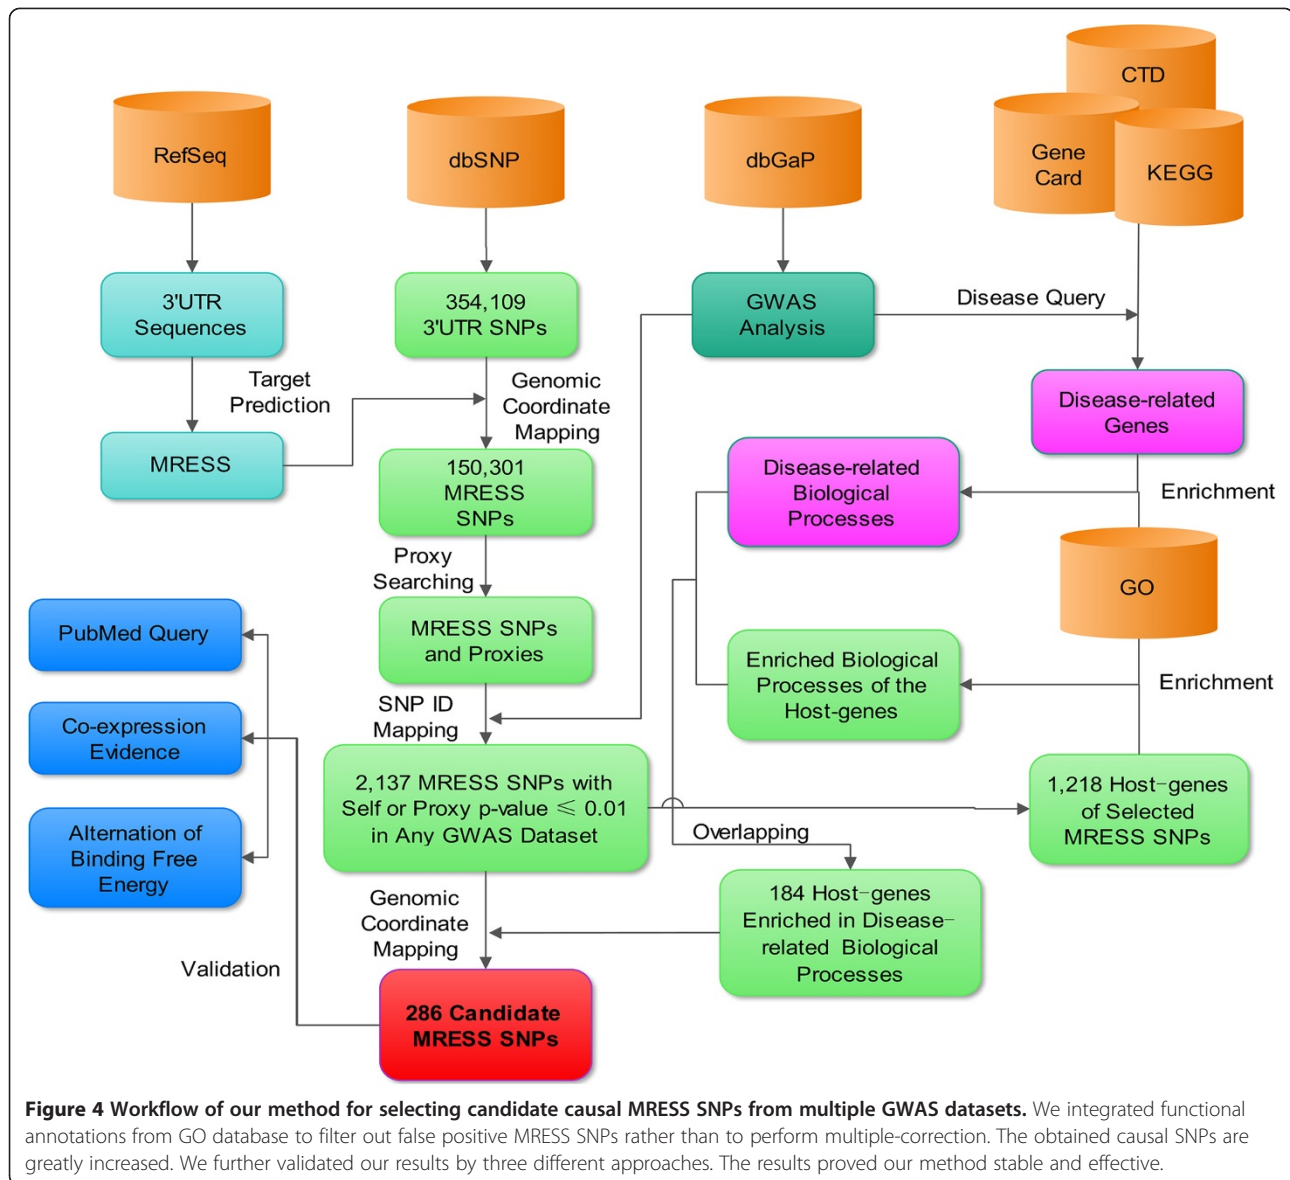 CTD
RefSeq
dbSNP
dbGaP
Gene
Card
KEGG
3'UTR
Sequences
354,109
3'UTR SNPs
GWAS
Analysis
Disease Query
Target
Prediction
Genomic
Coordinate
Mapping
Disease-related
Genes
MRESS
150,301
MRESS
SNPs
Disease-related
Biological
Processes
Enrichment
Proxy
Searching
GO
PubMed Query
MRESS SNPs
and Proxies
Enriched Biological
Processes of the
Host-genes
Enrichment
SNP ID
Mapping
Co-expression
Evidence
2,137 MRESS SNPs with
Self or Proxy p-value ≤ 0.01
in Any GWAS Dataset
1,218 Host-genes
of Selected
MRESS SNPs
Overlapping
Alternation of
Binding Free
Energy
Genomic
Coordinate
Mapping
184 Host-genes
Enriched in Disease-
related Biological
Processes
Validation
286 Candidate
MRESS SNPs
Figure 4 Workflow of our method for selecting candidate causal MRESS SNPs from multiple GWAS datasets. We integrated functional
annotations from GO database to filter out false positive MRESS SNPs rather than to perform multiple-correction. The obtained causal SNPs are
greatly increased. We further validated our results by three different approaches. The results proved our method stable and effective.